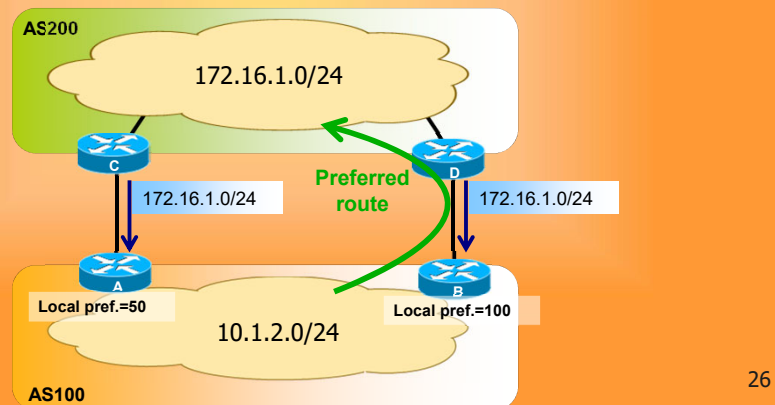 AS200
172.16.1.0/24
C
D
Preferred
route
172.16.1.0/24
172.16.1.0/24
A
B
Local pref.=50
Local pref.=100
10.1.2.0/24
AS100
26